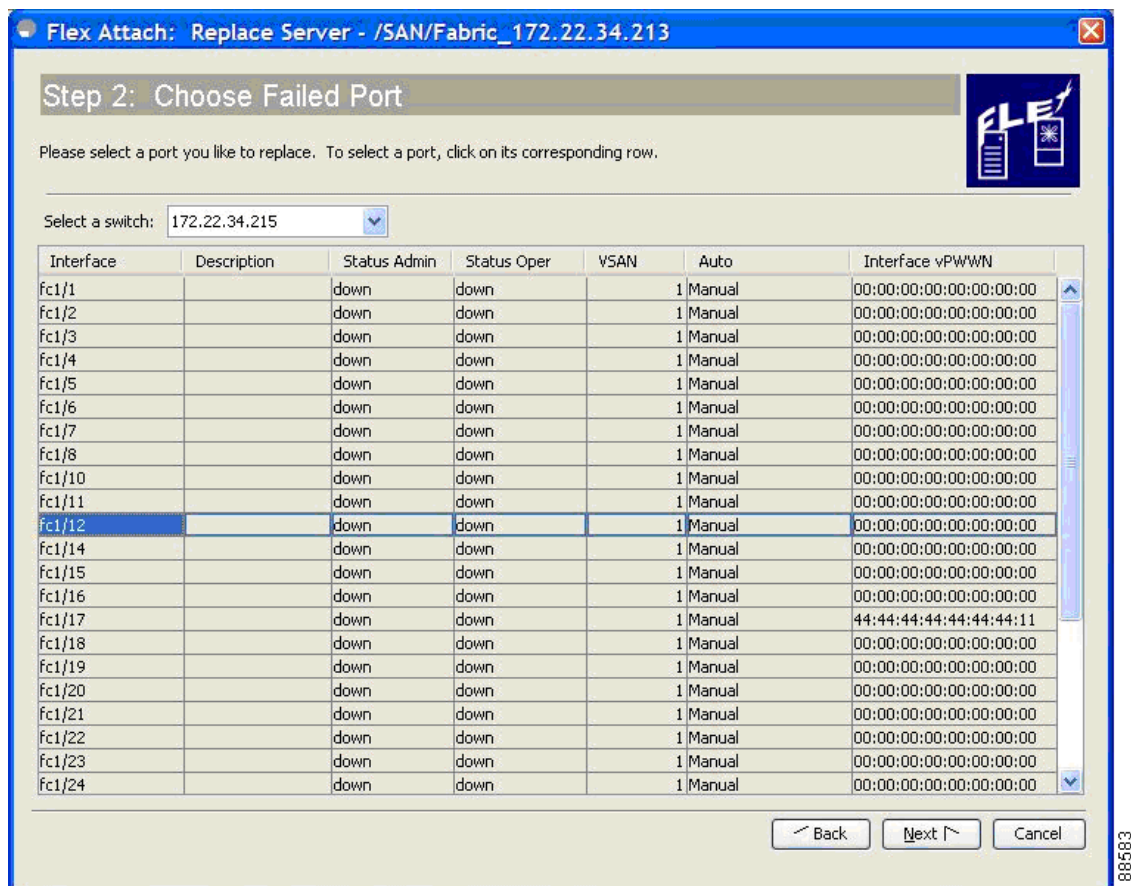 Flex Attach: Replace Server - /SAN/Fabric_172.22.34.213
Step 2: Choose Failed Port
FLE
Please select a port you like to replace. To select a port, click on its corresponding row.
Select a switch: 172.22.34.215
Interface Description Status Admin Status Oper VSAN Auto Interface vPWWN
fc1/1 down down 1 Manual 00:00:00:00:00:00:00:00
fc1/2 down down 1 Manual 00:00:00:00:00:00:00:00
fc1/3 down down 1 Manual 00:00:00:00:00:00:00:00
fc1/4 down down 1 Manual 00:00:00:00:00:00:00:00
fc1/5 down down 1 Manual 00:00:00:00:00:00:00:00
fc1/6 down down 1 Manual 00:00:00:00:00:00:00:00
fc1/7 down down 1 Manual 00:00:00:00:00:00:00:00
fc1/8 down down 1 Manual 00:00:00:00:00:00:00:00
fc1/10 down down 1 Manual 00:00:00:00:00:00:00:00
fc1/11 down down 1 Manual 00:00:00:00:00:00:00:00
fc1/12 down down 1 Manual 00:00:00:00:00:00:00:00
fc1/14 down down 1 Manual 00:00:00:00:00:00:00:00
fc1/15 down down 1 Manual 00:00:00:00:00:00:00:00
fc1/16 down down 1 Manual 00:00:00:00:00:00:00:00
fc1/17 down down 1 Manual 44:44:44:44:44:44:44:11
fc1/18 down down 1 Manual 00:00:00:00:00:00:00:00
fc1/19 down down 1 Manual 00:00:00:00:00:00:00:00
fc1/20 down down 1 Manual 00:00:00:00:00:00:00:00
fc1/21 down down 1 Manual 00:00:00:00:00:00:00:00
fc1/22 down down 1 Manual 00:00:00:00:00:00:00:00
fc1/23 down down 1 Manual 00:00:00:00:00:00:00:00
fc1/24 down down 1 Manual 00:00:00:00:00:00:00:00
Back Next Cancel
88583